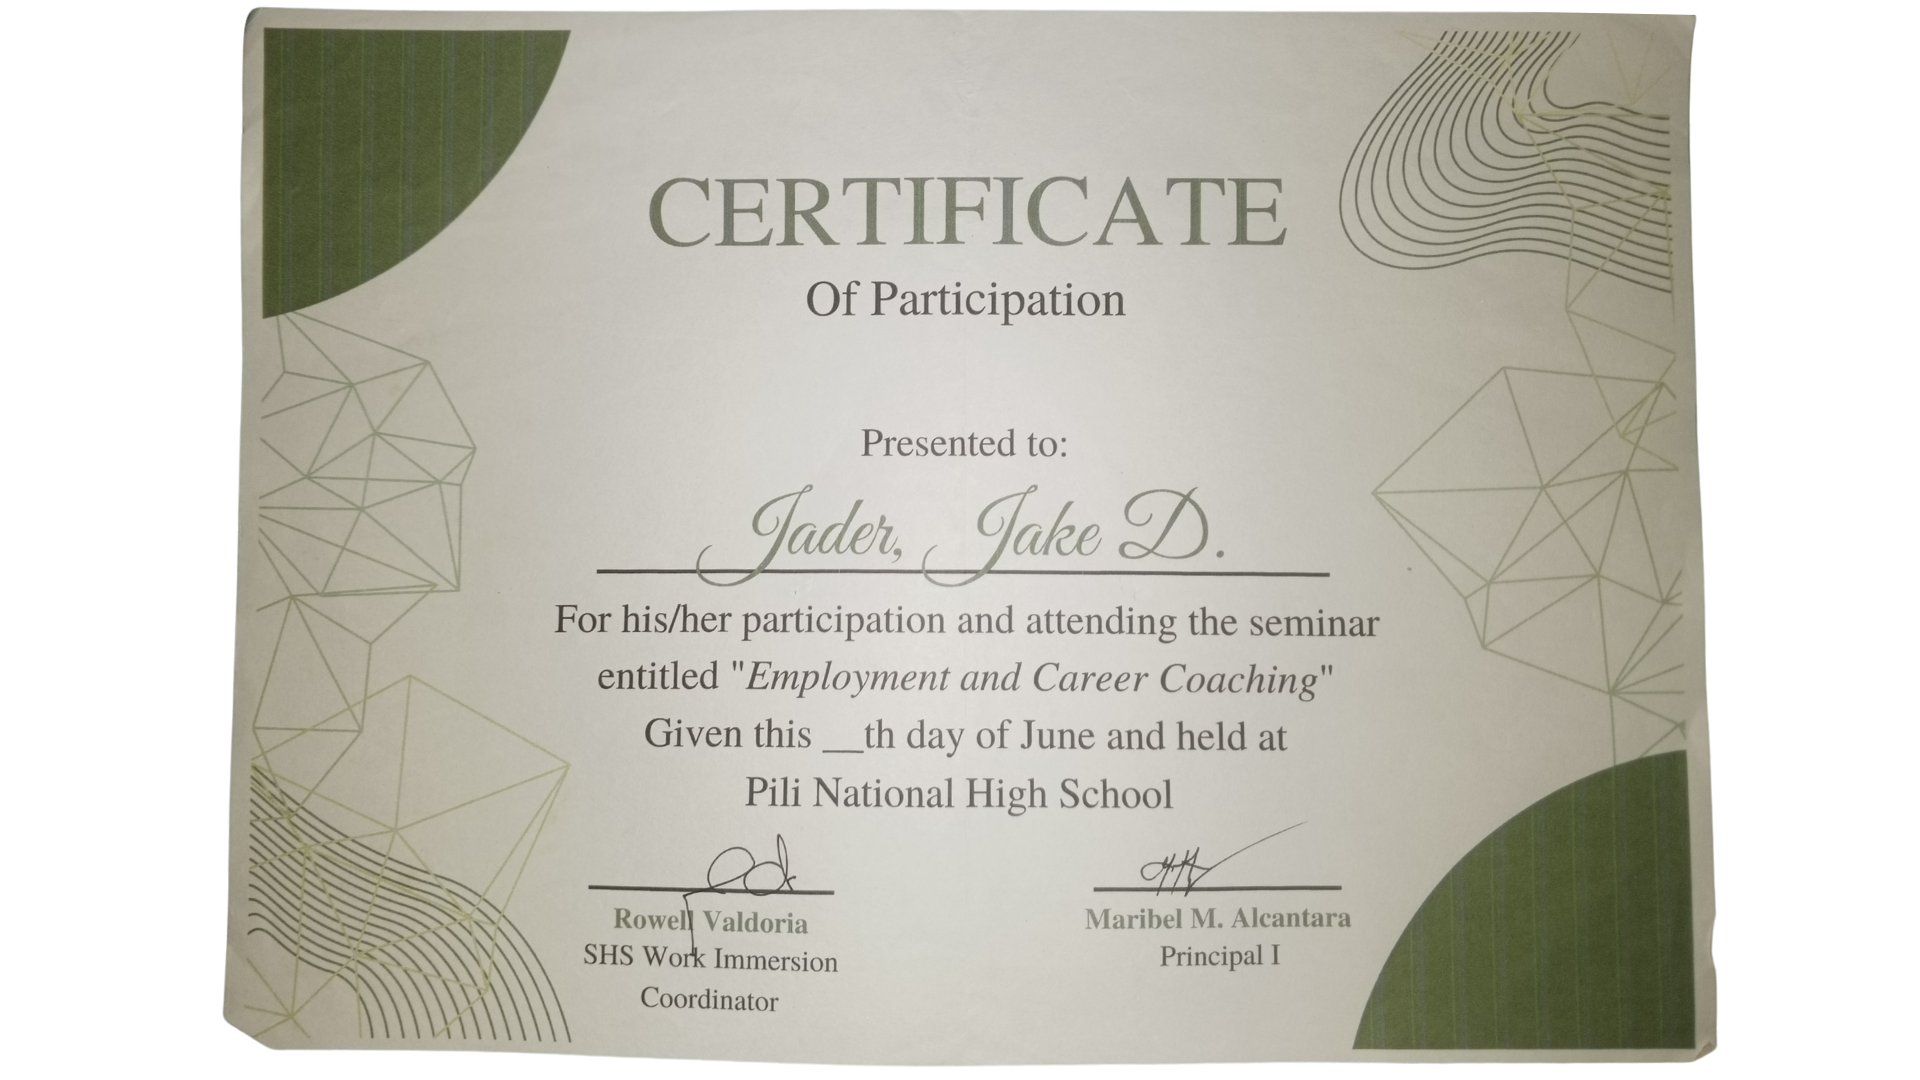 CERTIFICATE
Of Participation
Presented to:
Jader, Jake D.
For his/her participation and attending the seminar
entitled "Employment and Career Coaching"
Given this __th day of June and held at
Pili National High School
Rowell Valdoria
SHS Work Immersion
Coordinator
Maribel M. Alcantara
Principal I